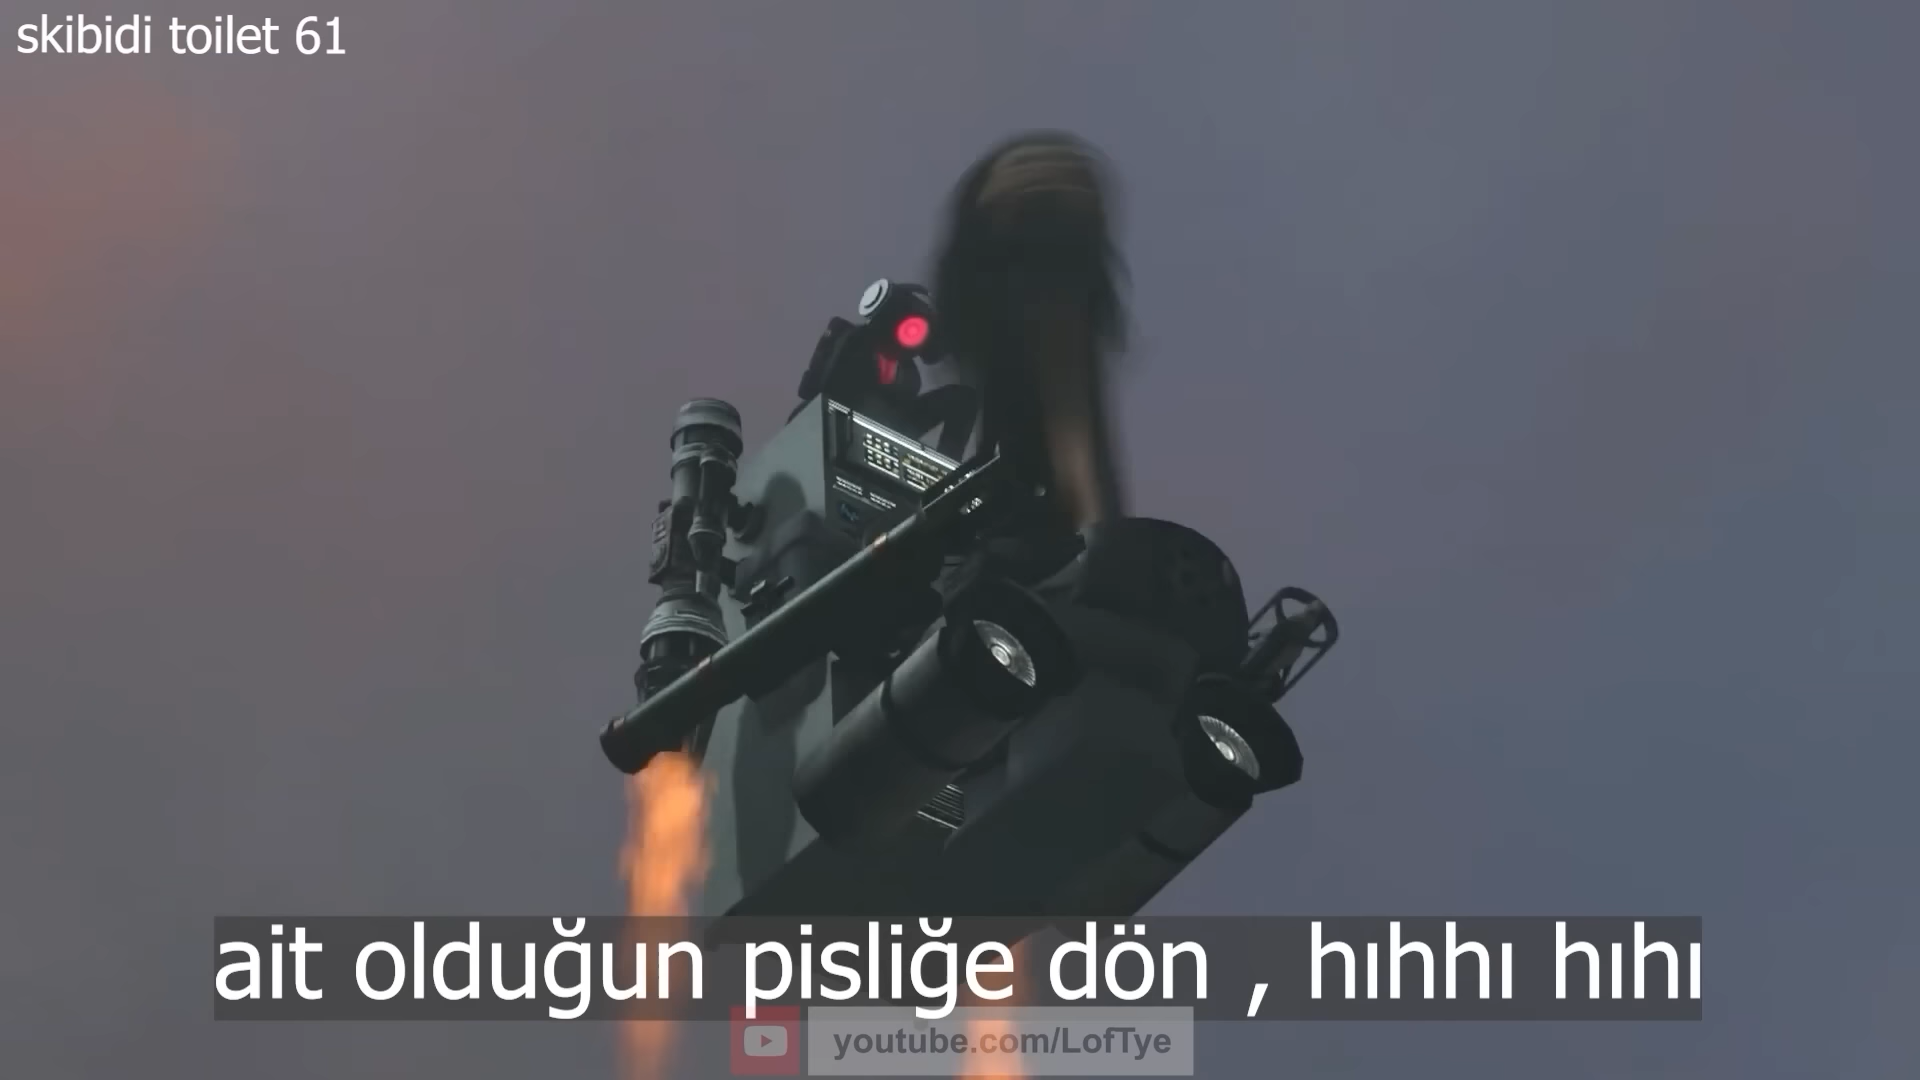 skibidi toilet 61
ait olduğun pisliğe dön , hıhhı hıhı
youtube.com/LofTye